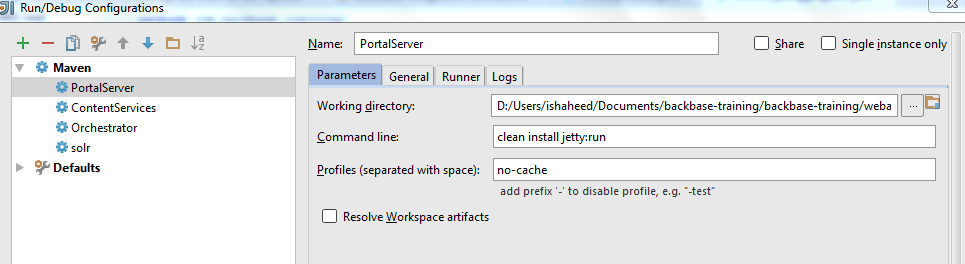 Run/Debug Configurations
Name: PortalServer Share Single instance only
Maven
PortalServer
ContentServices
Orchestrator
solr
Defaults
Parameters General Runner Logs
Working directory: D:/Users/ishaheed/Documents/backbase-training/backbase-training/weba ...
Command line: clean install jetty:run
Profiles (separated with space): no-cache
add prefix '-' to disable profile, e.g. "-test"
Resolve Workspace artifacts